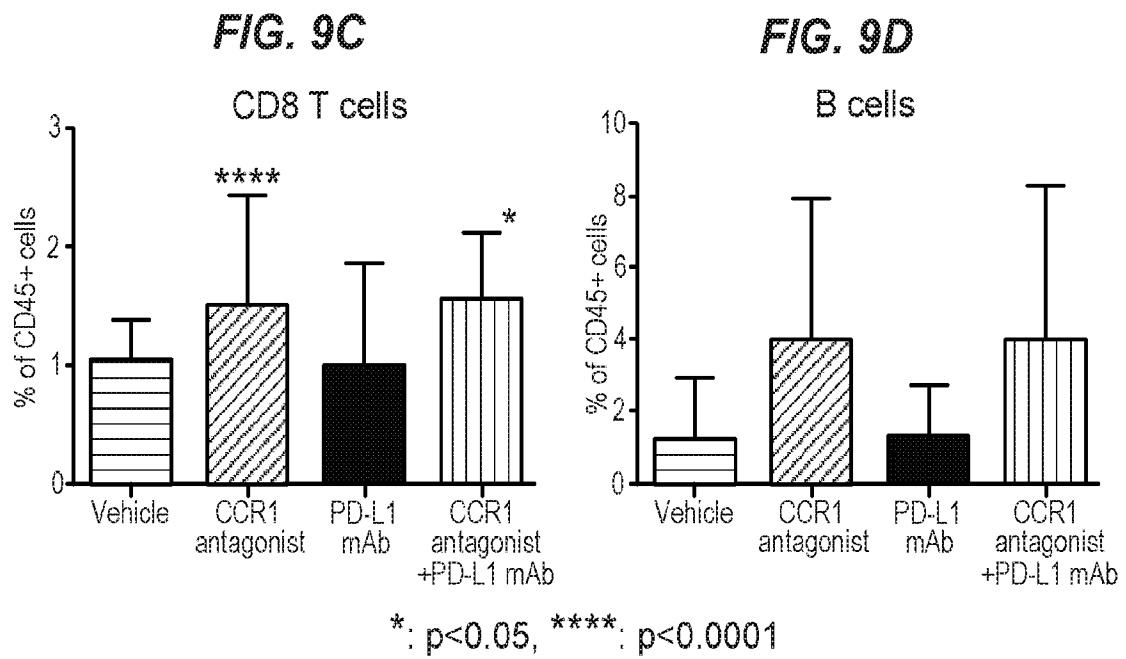 FIG. 9C
CD8 T cells
% of CD45+ cells
3
2
1
0
****
*
Vehicle
CCR1
antagonist
PD-L1
mAb
CCR1
antagonist
+PD-L1 mAb
FIG. 9D
B cells
% of CD45+ cells
10
8
6
4
2
0
Vehicle
CCR1
antagonist
PD-L1
mAb
CCR1
antagonist
+PD-L1 mAb
*: p<0.05, ****: p<0.0001